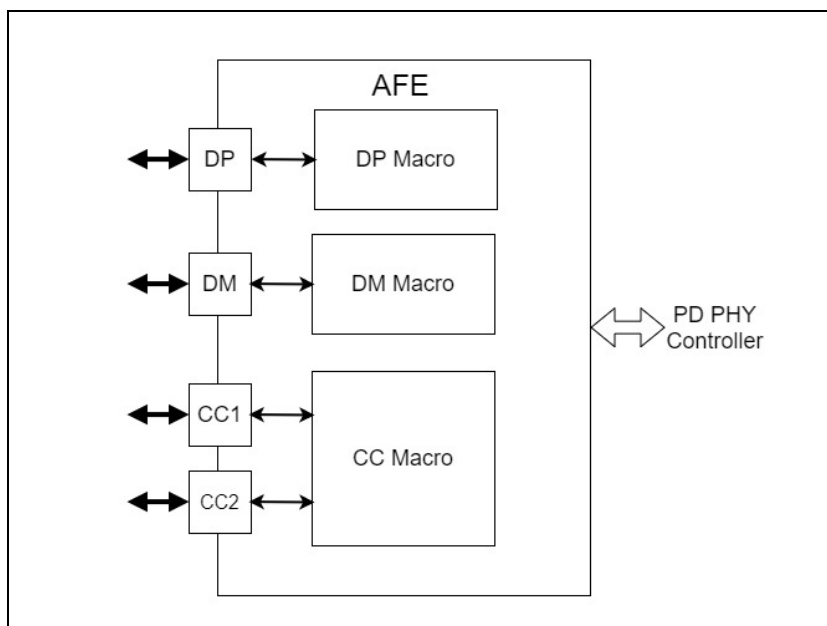 AFE
DP
DP Macro
DM
DM Macro
PD PHY
Controller
CC1
CC Macro
CC2